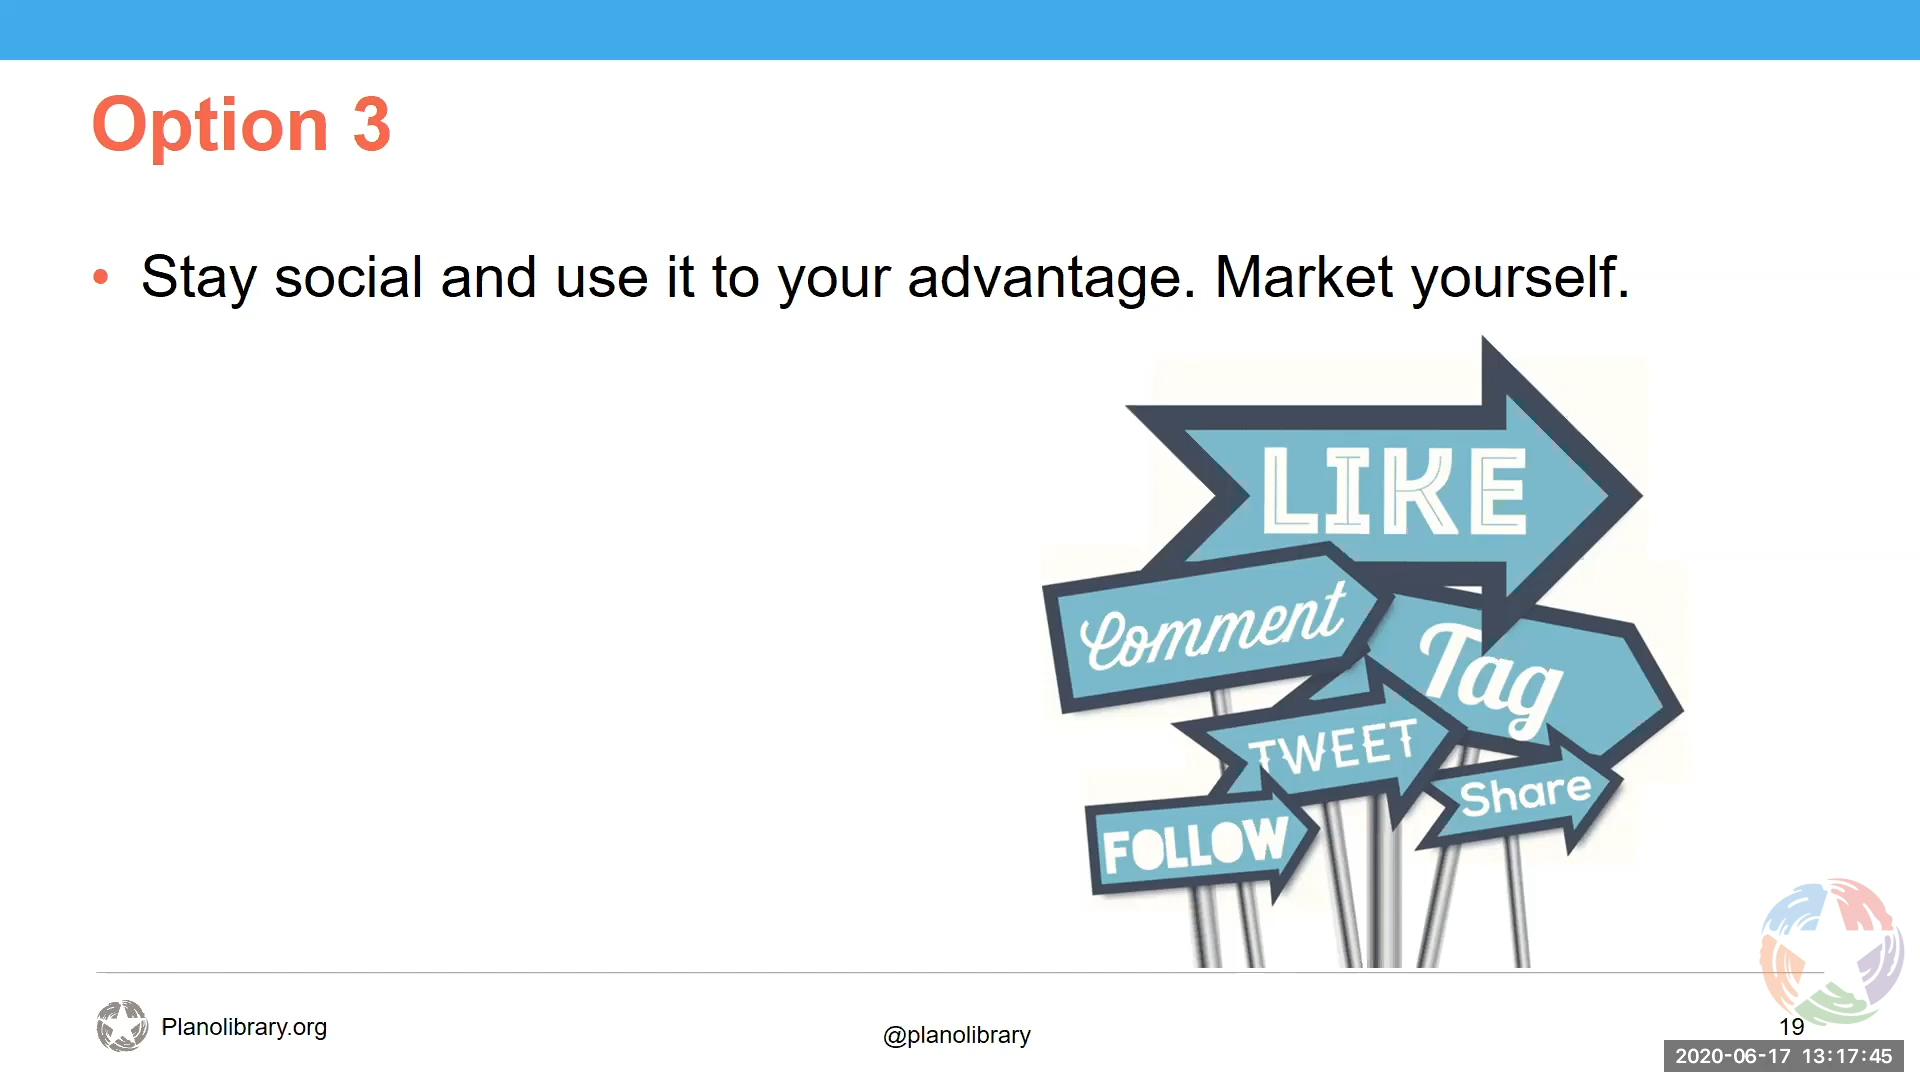 Option 3
• Stay social and use it to your advantage. Market yourself.
LIKE
Comment
Tag
TWEET
Share
FOLLOW
Planolibrary.org
@planolibrary
19
2020-06-17 13:17:45